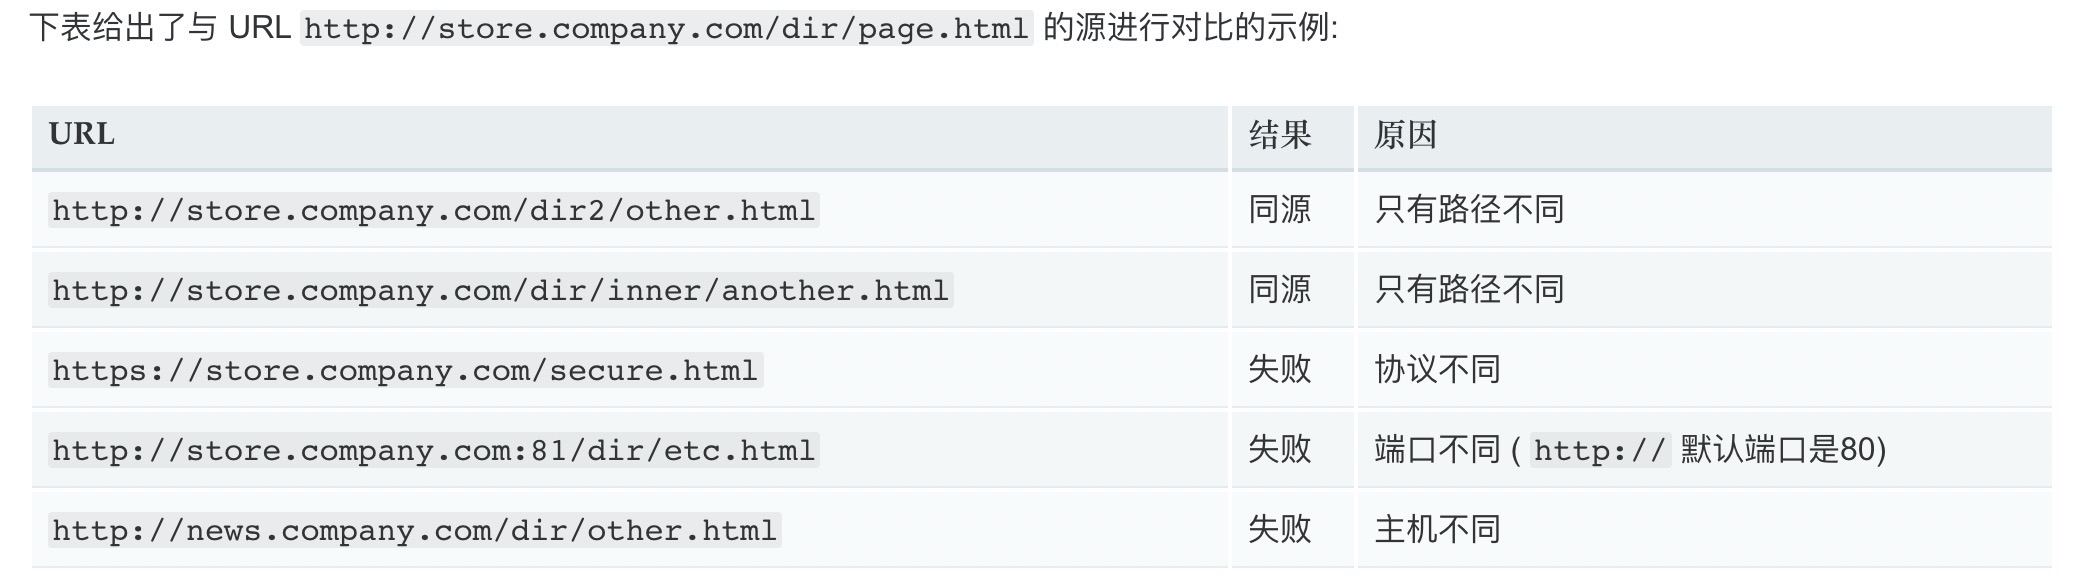 下表给出了与 URL http://store.company.com/dir/page.html 的源进行对比的示例:
URL 结果 原因
http://store.company.com/dir2/other.html 同源 只有路径不同
http://store.company.com/dir/inner/another.html 同源 只有路径不同
https://store.company.com/secure.html 失败 协议不同
http://store.company.com:81/dir/etc.html 失败 端口不同 ( http:// 默认端口是80)
http://news.company.com/dir/other.html 失败 主机不同